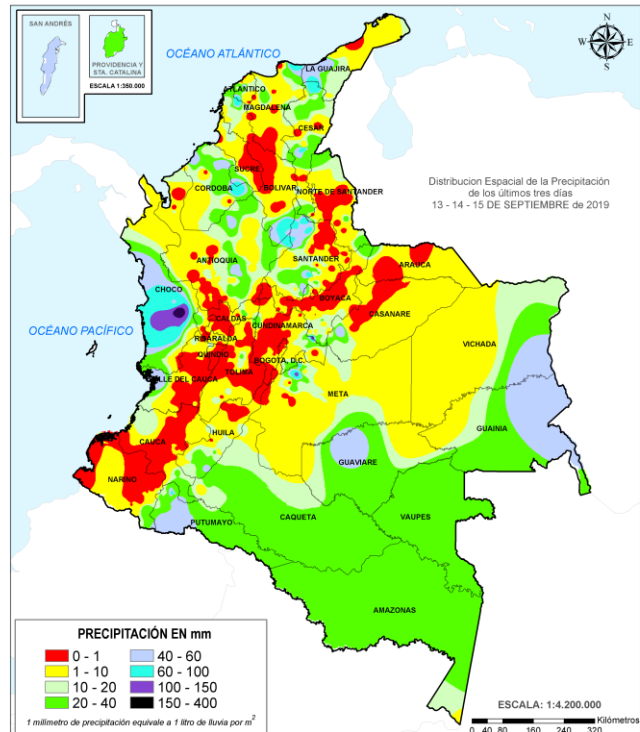 SAN ANDRÉS
PROVIDENCIA Y
STA. CATALINA
ESCALA 1:350.000
OCÉANO ATLÁNTICO
N
W E
S
LA GUAJIRA
ATLÁNTICO
MAGDALENA
CESAR
SUCRE
CORDOBA
BOLIVAR
NORTE DE SANTANDER
Distribucion Espacial de la Precipitación
de los últimos tres días
13 - 14 - 15 DE SEPTIEMBRE de 2019
ANTIOQUIA
SANTANDER
ARAUCA
CHOCO
BOYACA
CASANARE
OCÉANO PACÍFICO
CALDAS
CUNDINAMARCA
RISARALDA
VICHADA
QUINDIO
BOGOTA, D.C.
TOLIMA
VALLE DEL CAUCA
META
CAUCA
HUILA
GUAINIA
GUAVIARE
NARIÑO
PUTUMAYO
CAQUETA
VAUPES
AMAZONAS
PRECIPITACIÓN EN mm
0 - 1 40 - 60
1 - 10 60 - 100
10 - 20 100 - 150
20 - 40 150 - 400
1 milimetro de precipitación equivale a 1 litro de lluvia por m2
ESCALA: 1:4.200.000
Kilómetros
0 40 80 160 240 320